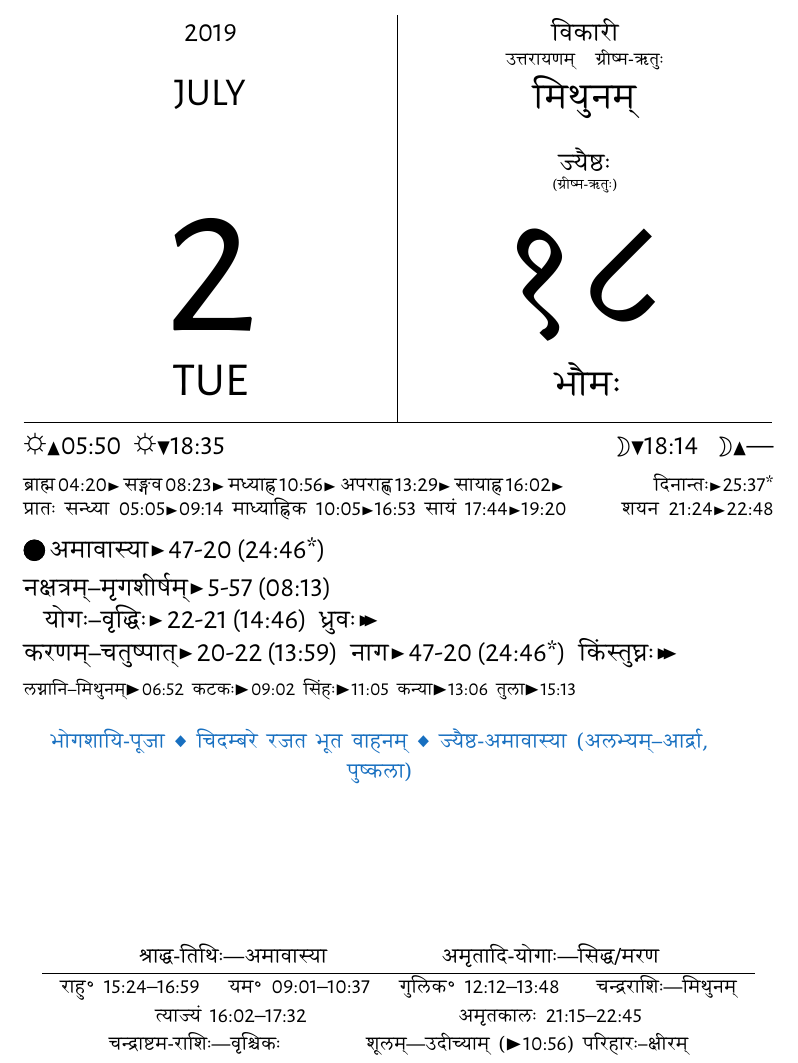 2019
JULY
2
TUE
विकारी
उत्तरायणम् ग्रीष्म-ऋतुः
मिथुनम्
ज्यैष्ठः
(ग्रीष्म-ऋतुः)
१८
भौमः
☼▲05:50 ☼▼18:35 ☽▼18:14 ☽▲—
ब्राह्म 04:20► सङ्गव 08:23► मध्याह्न 10:56► अपराह्ण 13:29► सायाह्न 16:02► दिनान्तः►25:37*
प्रातः सन्ध्या 05:05►09:14 माध्याह्निक 10:05►16:53 सायं 17:44►19:20 शयन 21:24►22:48
●अमावास्या►47-20 (24:46*)
नक्षत्रम्–मृगशीर्षम्►5-57 (08:13)
योगः–वृद्धिः►22-21 (14:46) ध्रुवः►►
करणम्–चतुष्पात्►20-22 (13:59) नाग►47-20 (24:46*) किंस्तुघ्नः►►
लग्नानि–मिथुनम्►06:52 कटकः►09:02 सिंहः►11:05 कन्या►13:06 तुला►15:13
भोगशायि-पूजा ♦ चिदम्बरे रजत भूत वाहनम् ♦ ज्यैष्ठ-अमावास्या (अलभ्यम्–आर्द्रा,
पुष्कला)
श्राद्ध-तिथिः—अमावास्या अमृतादि-योगाः—सिद्ध/मरण
राहु॰ 15:24–16:59 यम॰ 09:01–10:37 गुलिक॰ 12:12–13:48 चन्द्रराशिः—मिथुनम्
त्याज्यं 16:02–17:32 अमृतकालः 21:15–22:45
चन्द्राष्टम-राशिः—वृश्चिकः शूलम्—उदीच्याम् (►10:56) परिहारः–क्षीरम्